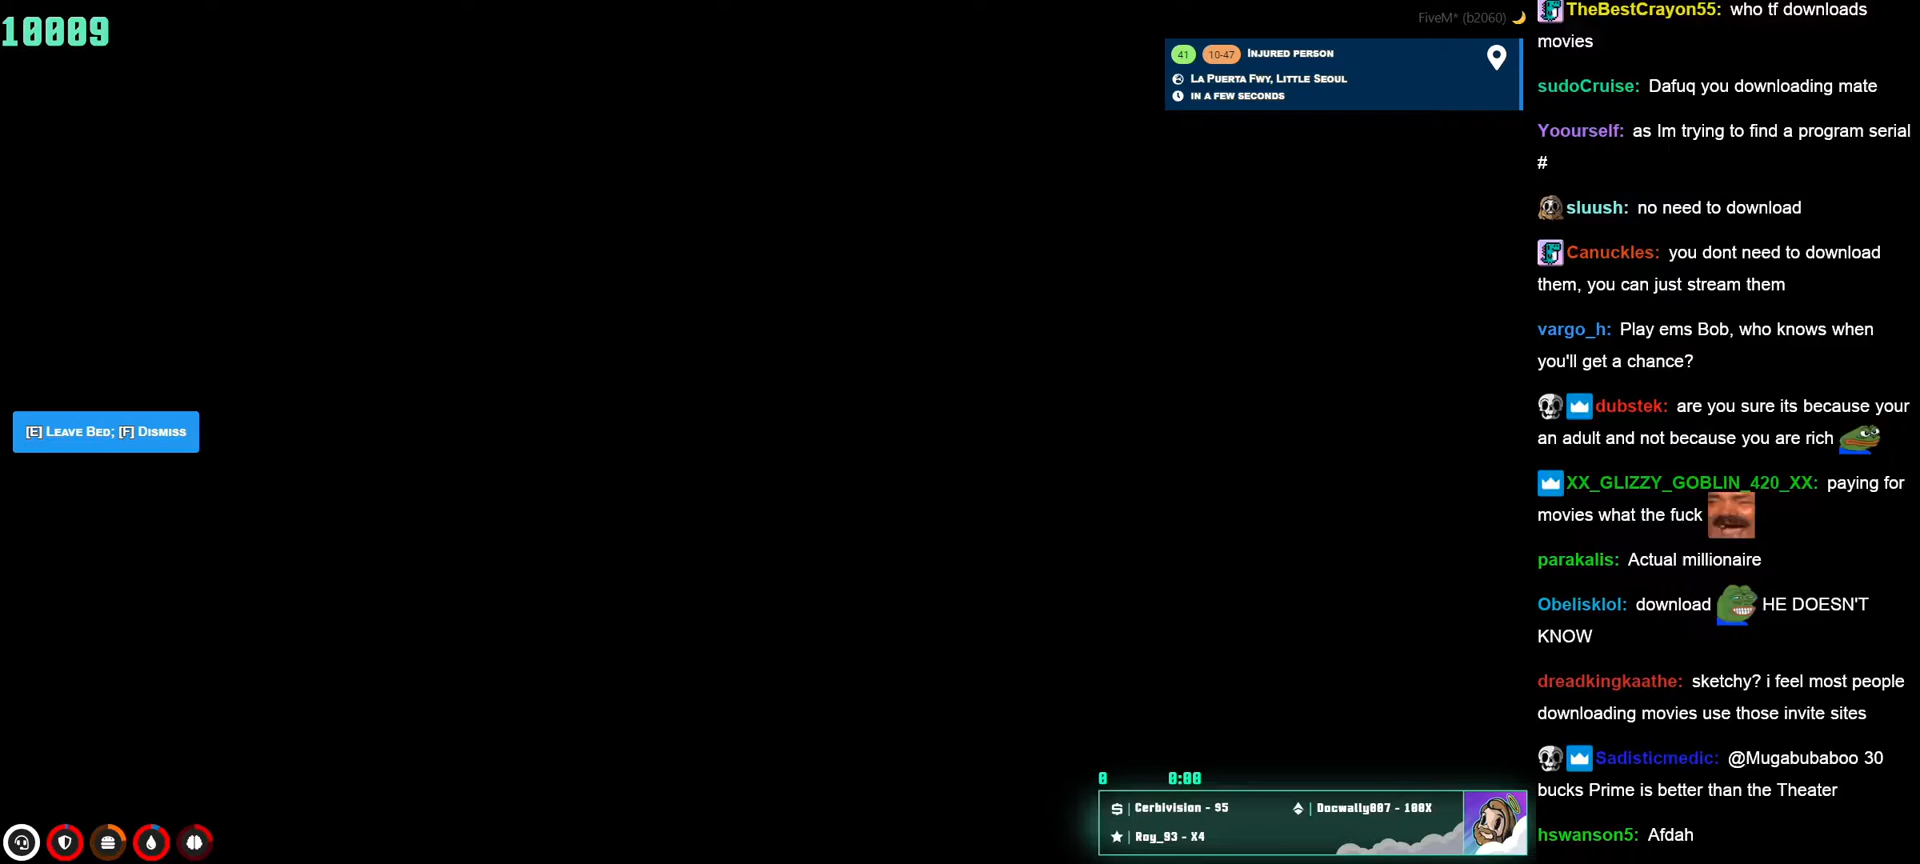 10009
FiveM* (b2060)
41 10-47 INJURED PERSON
LA PUERTA FWY, LITTLE SEOUL
IN A FEW SECONDS
[E] LEAVE BED; [F] DISMISS
0 0:00
Cerbivision - 95
Docwally007 - 100X
Roy_93 - X4
TheBestCrayon55: who tf downloads
movies
sudoCruise: Dafuq you downloading mate
Yoourself: as Im trying to find a program serial
#
sluush: no need to download
Canuckles: you dont need to download
them, you can just stream them
vargo_h: Play ems Bob, who knows when
you'll get a chance?
dubstek: are you sure its because your
an adult and not because you are rich
XX_GLIZZY_GOBLIN_420_XX: paying for
movies what the fuck
parakalis: Actual millionaire
Obelisklol: download HE DOESN'T
KNOW
dreadkingkaathe: sketchy? i feel most people
downloading movies use those invite sites
Sadisticmedic: @Mugabubaboo 30
bucks Prime is better than the Theater
hswanson5: Afdah